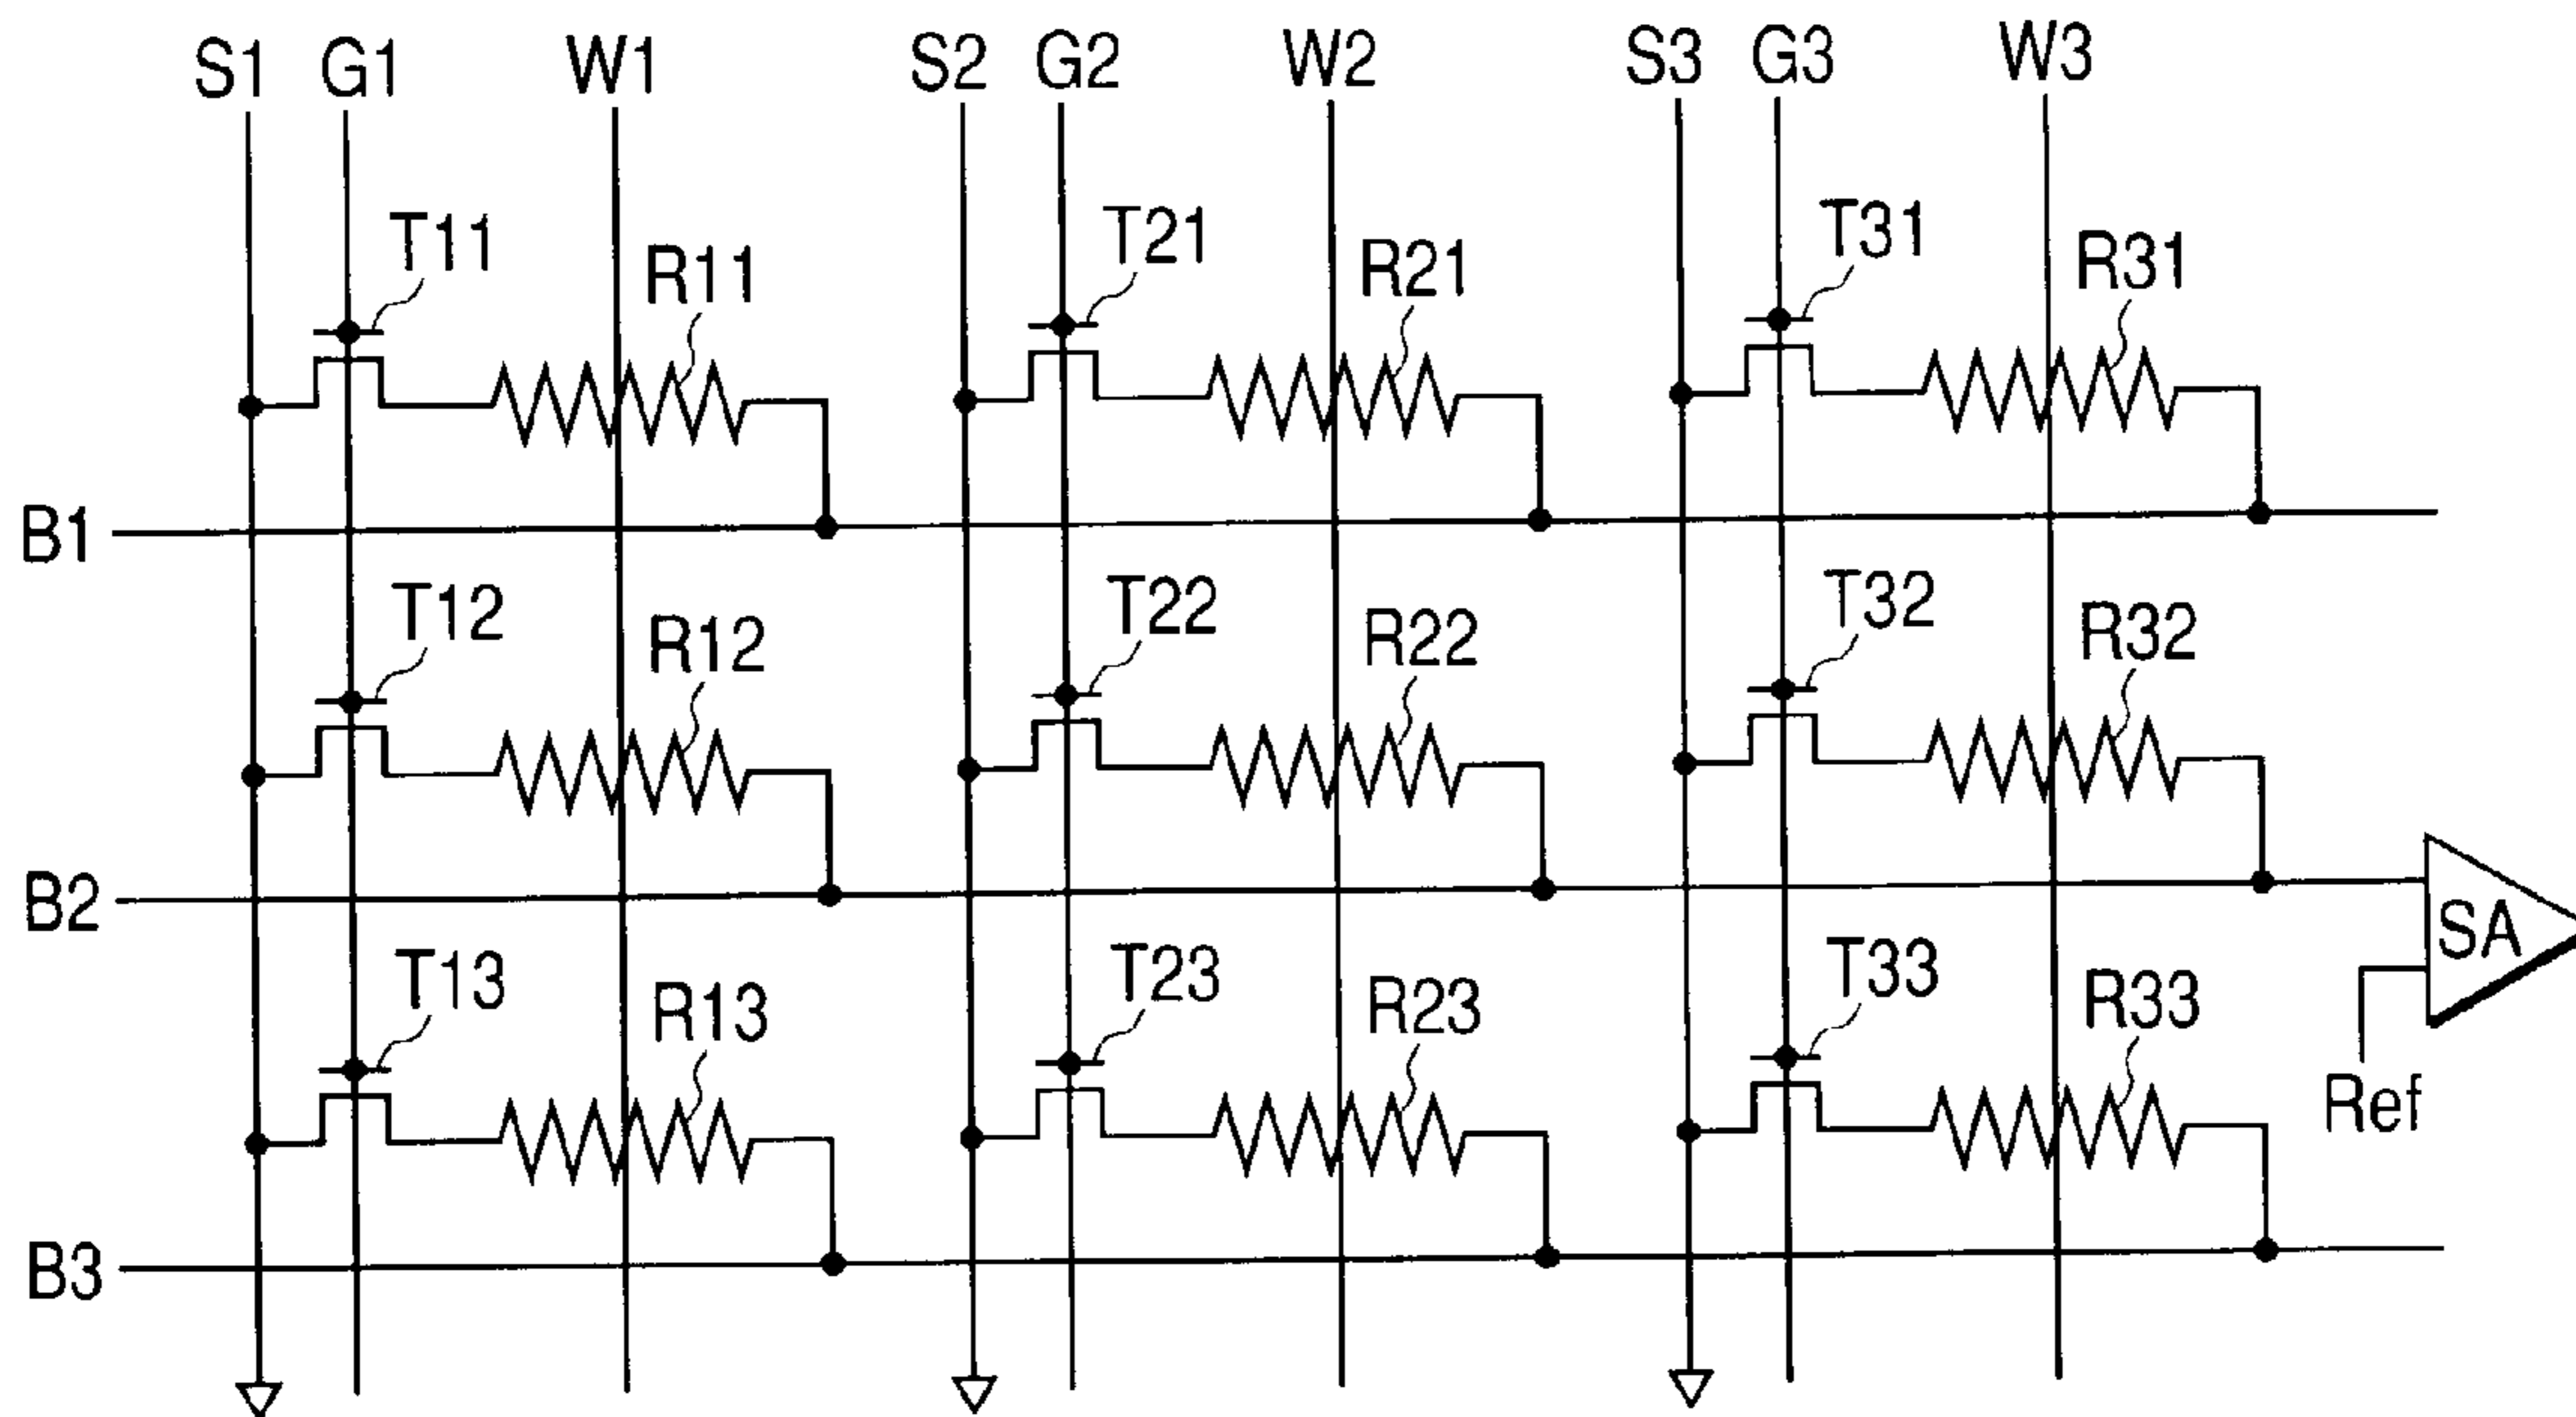 S1 G1 W1 S2 G2 W2 S3 G3 W3
T11 R11 T21 R21 T31 R31
B1
T12 R12 T22 R22 T32 R32
B2
SA
T13 R13 T23 R23 T33 R33
Ref
B3